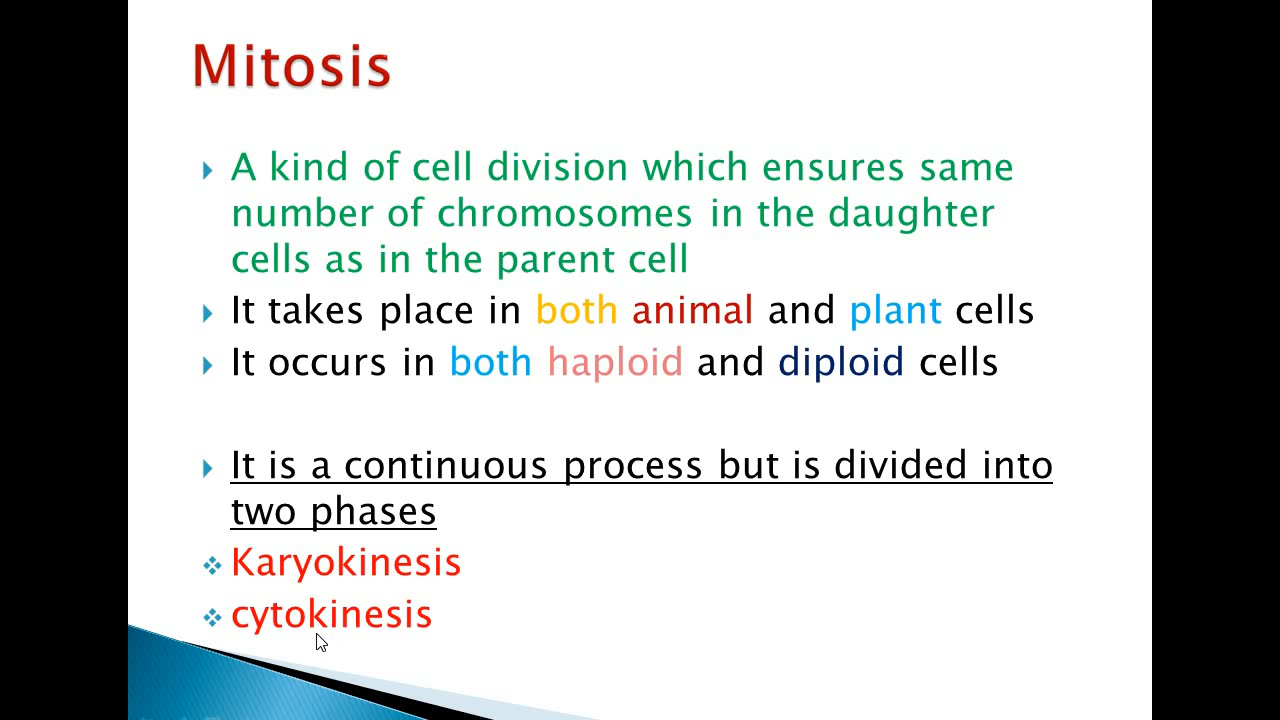 Mitosis
A kind of cell division which ensures same
number of chromosomes in the daughter
cells as in the parent cell
It takes place in both animal and plant cells
It occurs in both haploid and diploid cells
It is a continuous process but is divided into
two phases
Karyokinesis
cytokinesis